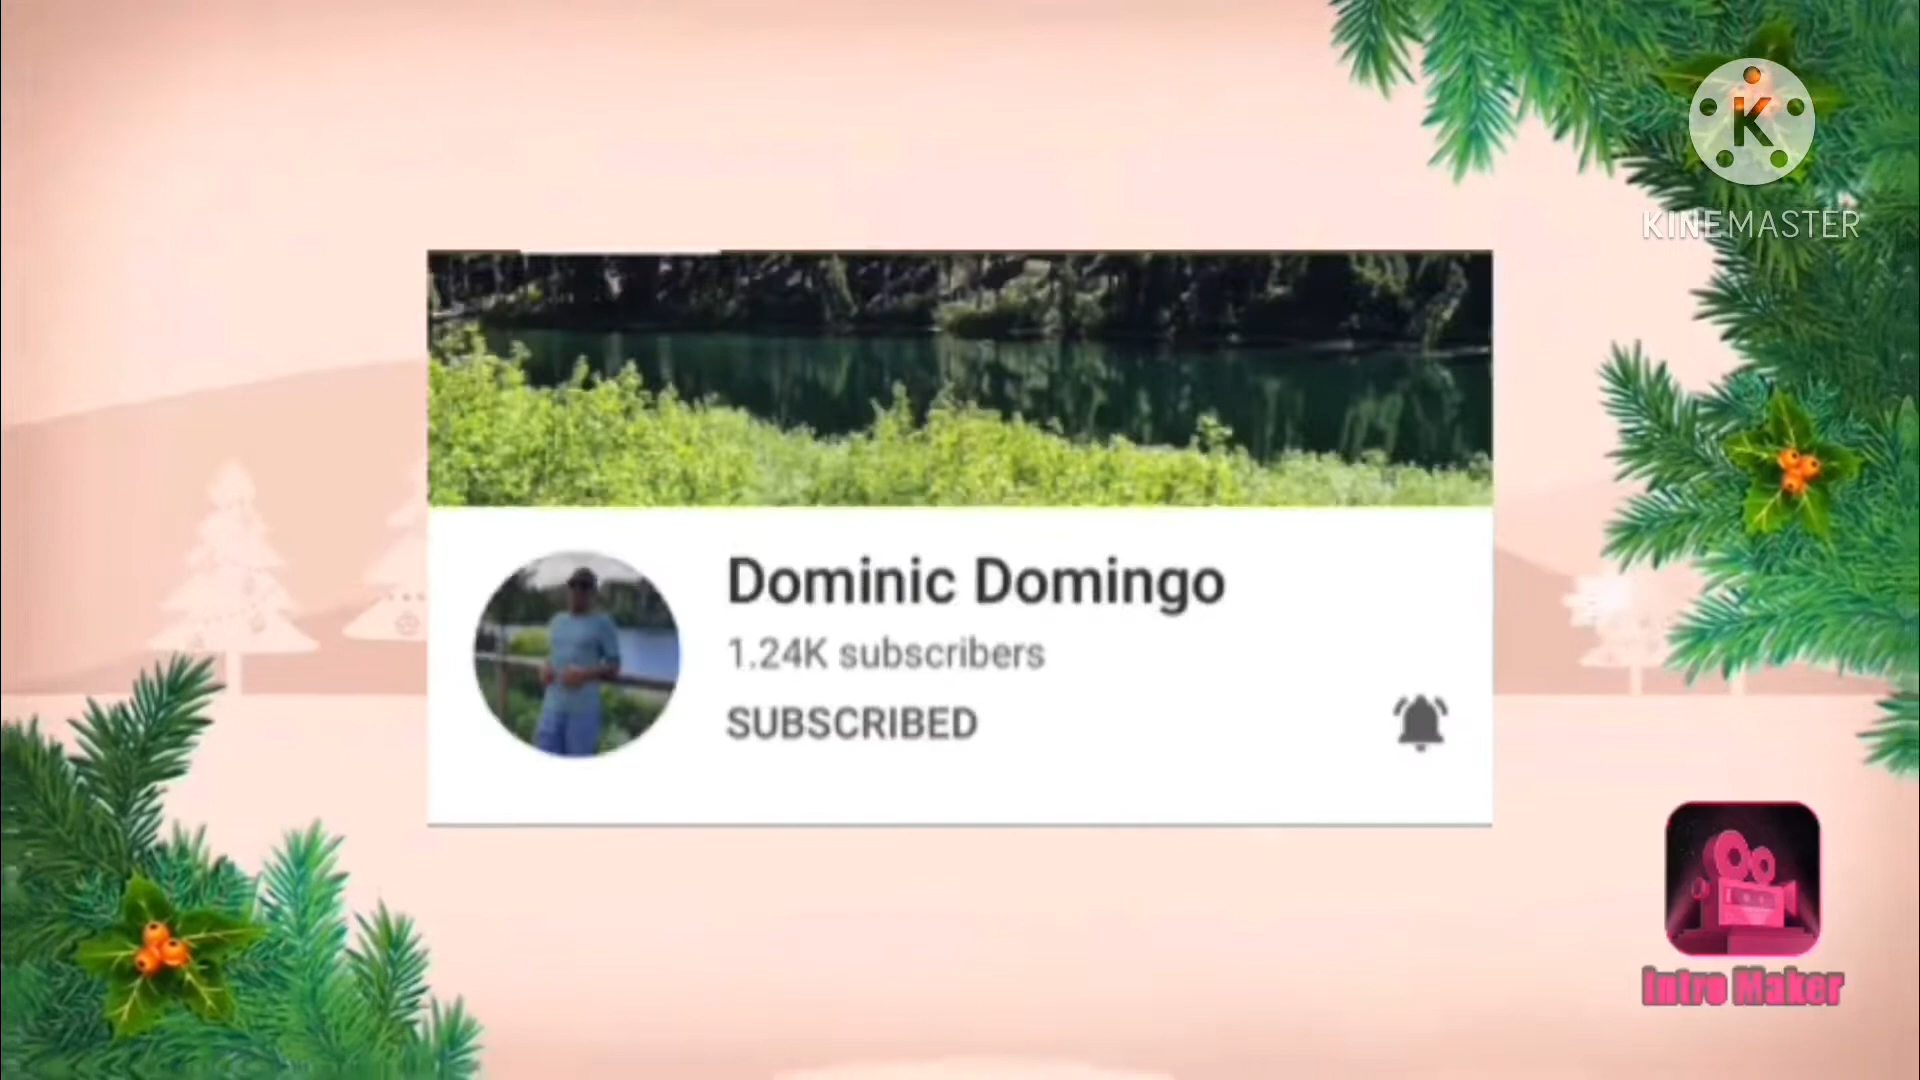 K
KINEMASTER
Dominic Domingo
1.24K subscribers
SUBSCRIBED
Intro Maker